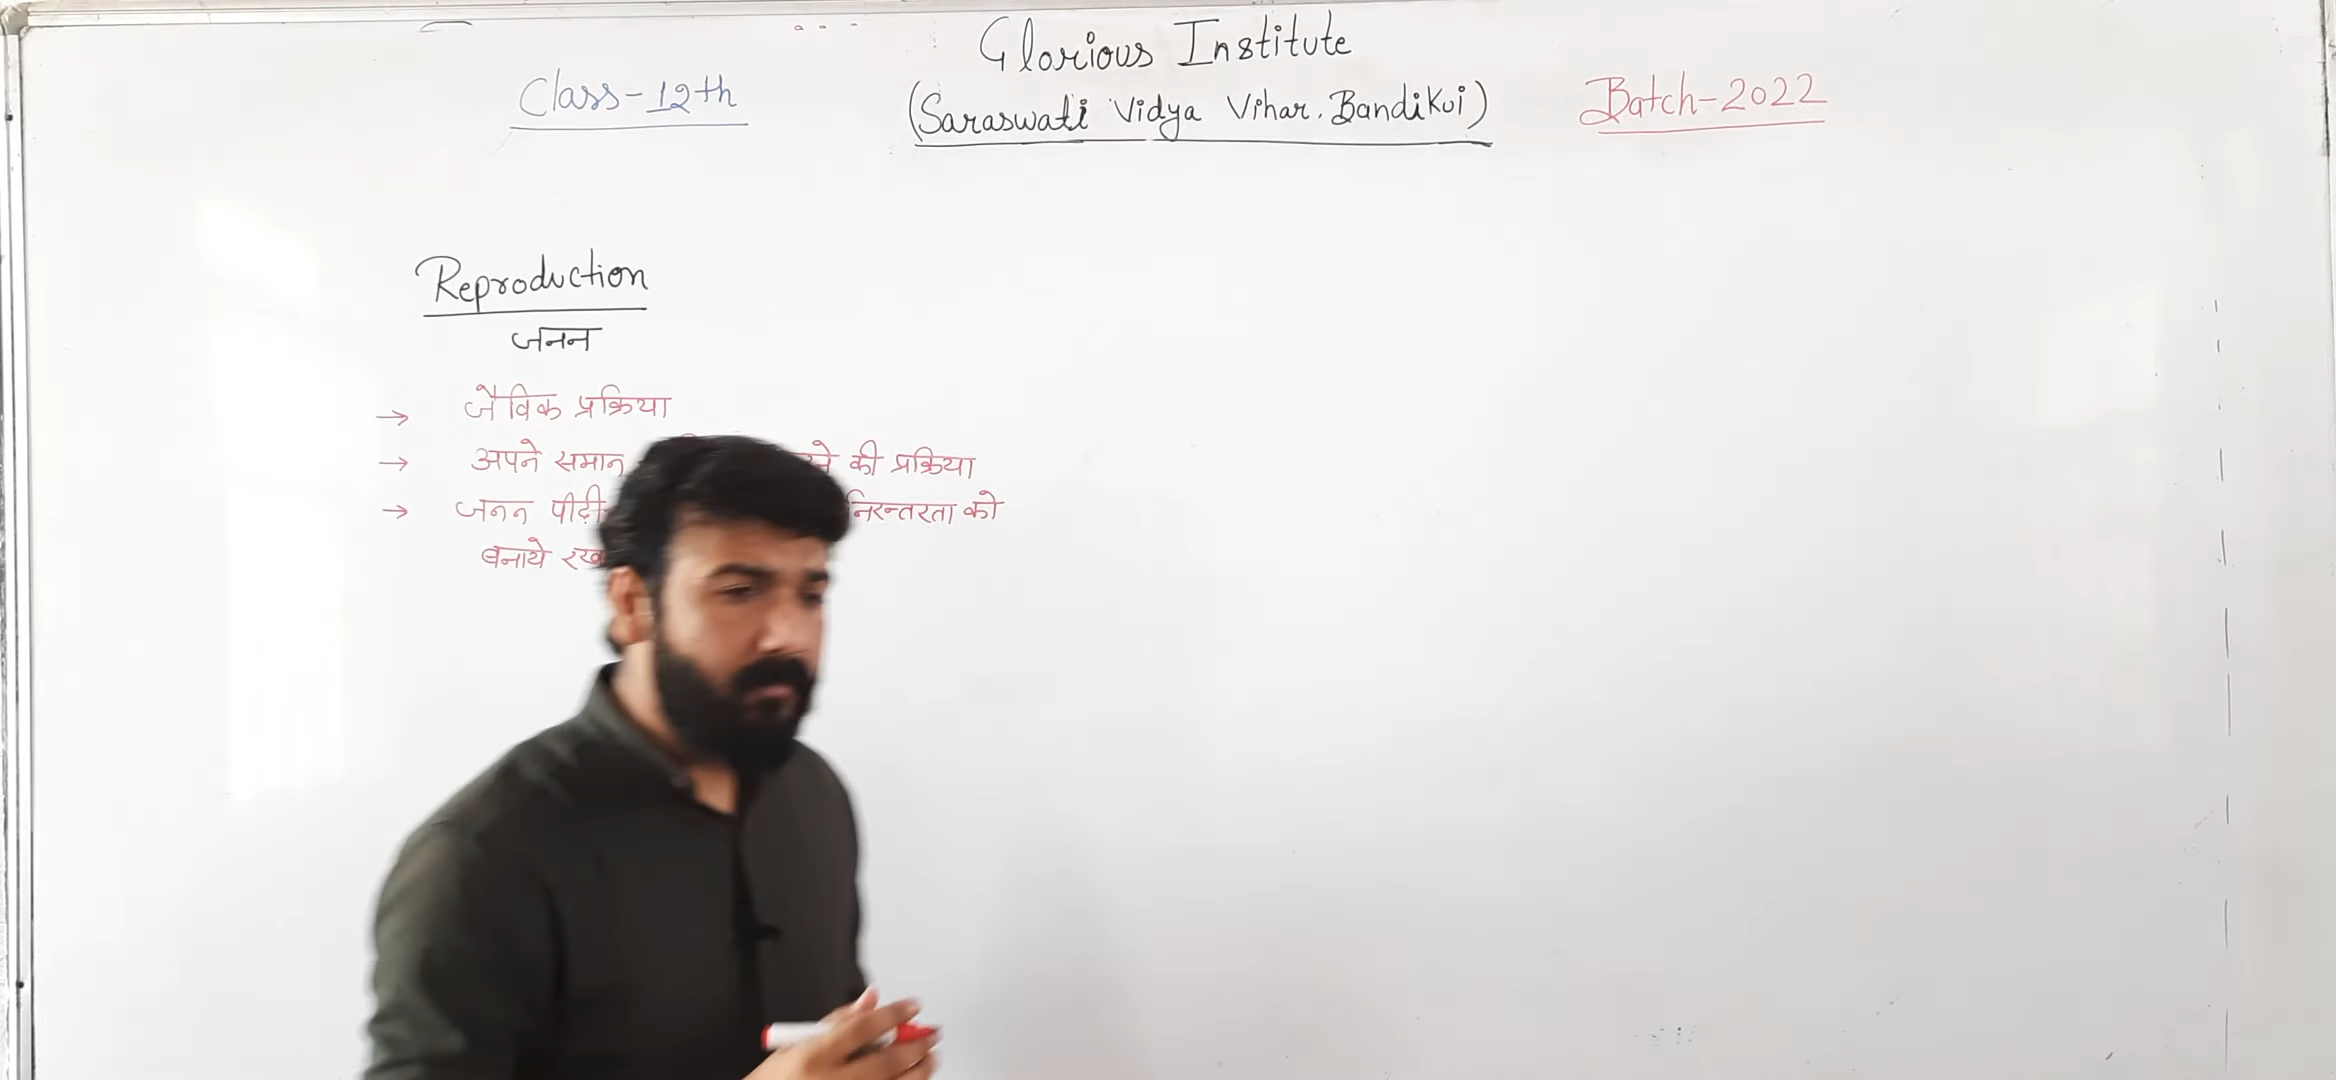 Glorious Institute
Class-12th
(Saraswati Vidya Vihar. Bandikui)
Batch-2022
Reproduction
जनन
→ जैविक प्रक्रिया
→ अपने समान की प्रक्रिया
→ जनन पीढ़ी निरन्तरता को
बनाये